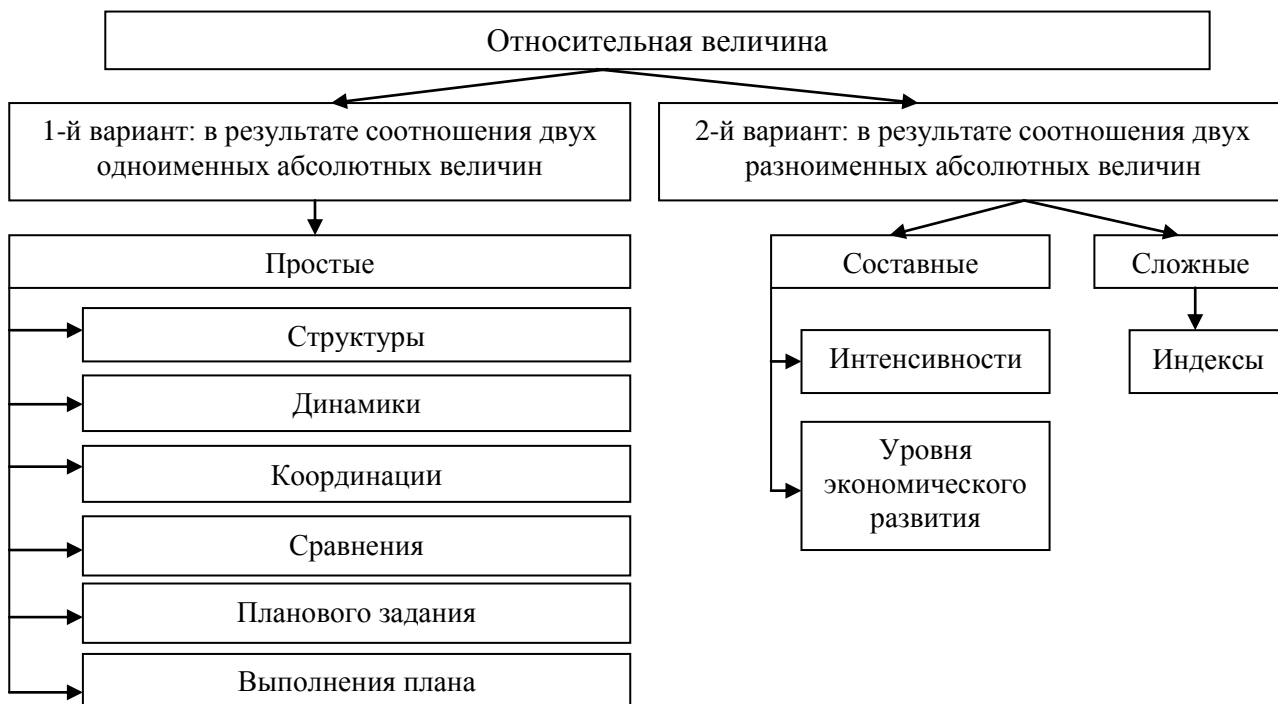 Относительная величина
1-й вариант: в результате соотношения двух
одноименных абсолютных величин
2-й вариант: в результате соотношения двух
разноименных абсолютных величин
Простые
Структуры
Динамики
Координации
Сравнения
Планового задания
Выполнения плана
Составные
Интенсивности
Уровня
экономического
развития
Сложные
Индексы